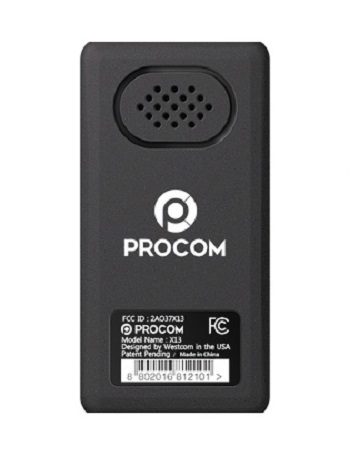 PROCOM
FCC ID : 2AO37X13
PROCOM FC
Model Name : X13
Designed by Westcom in the USA
Patent Pending / Made in China
8 802016 812101 >